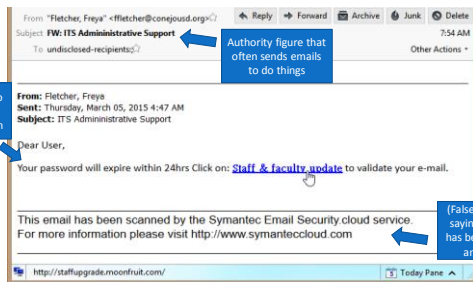 From "Fletcher, Freya" <ffletcher@conejousd.org>
Reply Forward Archive Junk Delete
Subject FW: ITS Admininistrative Support
7:54 AM
To undisclosed-recipients:;
Other Actions
Authority figure that
often sends emails
to do things
From: Fletcher, Freya
Sent: Thursday, March 05, 2015 4:47 AM
Subject: ITS Admininistrative Support
Dear User,
Your password will expire within 24hrs Click on: Staff & faculty update to validate your e-mail.
This email has been scanned by the Symantec Email Security.cloud service.
For more information please visit http://www.symanteccloud.com
(False
saying
has be
http://staffupgrade.moonfruit.com/
5 Today Pane